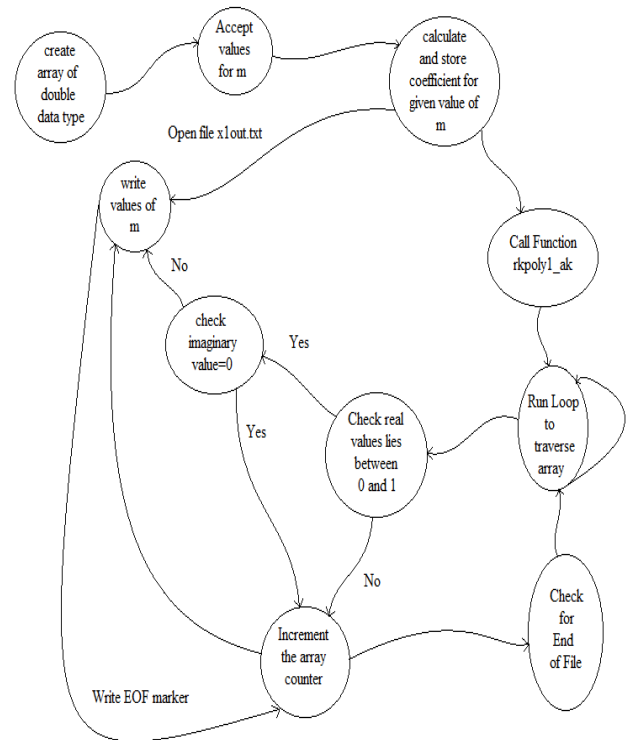 create
array of
double
data type
Accept
values
for m
calculate
and store
coefficient for
given value of
m
Open file x1out.txt
write
values of
m
Call Function
rkpoly1_ak
No
check
imaginary
value=0
Yes
Yes
Check real
values lies
between
0 and 1
Run Loop
to
traverse
array
No
Check
for
End
of File
Increment
the array
counter
Write EOF marker